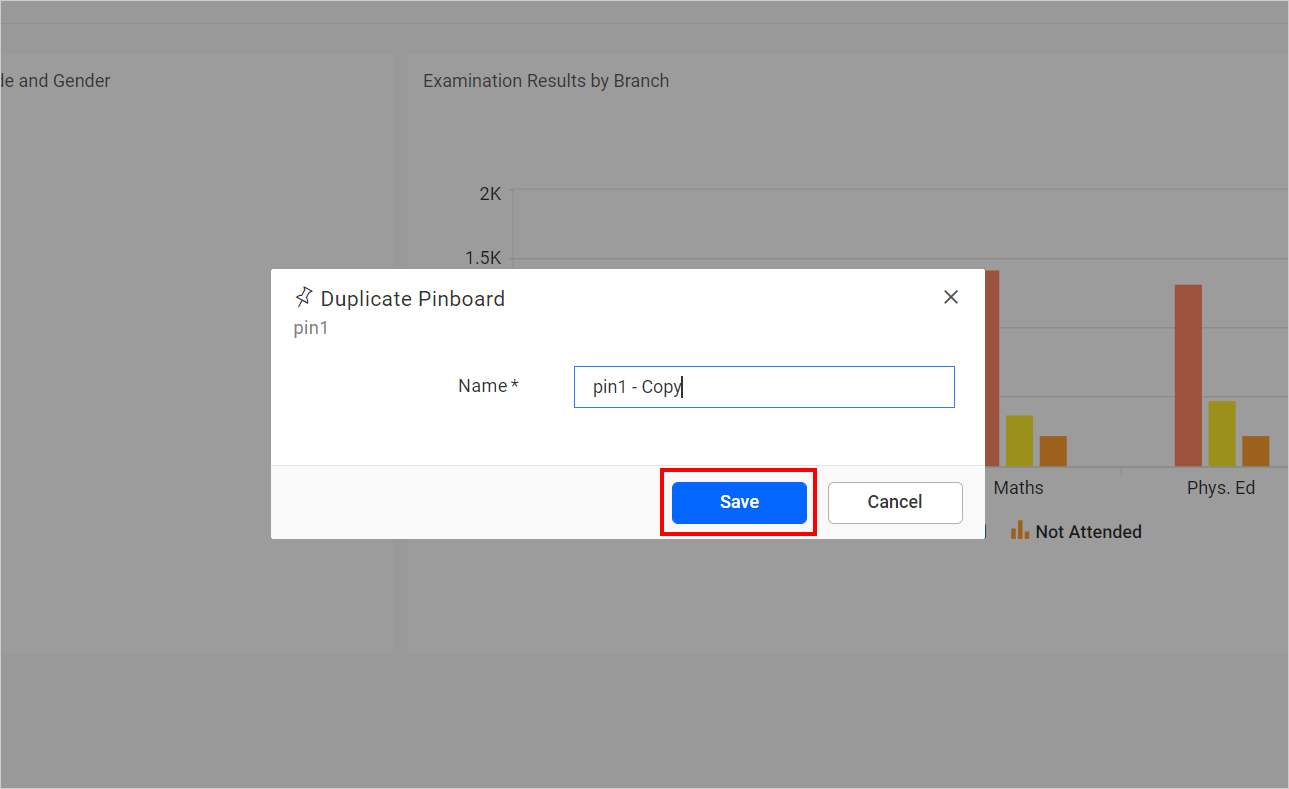 le and Gender
Examination Results by Branch
2K
1.5K
Duplicate Pinboard
pin1
Name *
pin1 - Copy
Save
Cancel
Maths
Phys. Ed
Not Attended